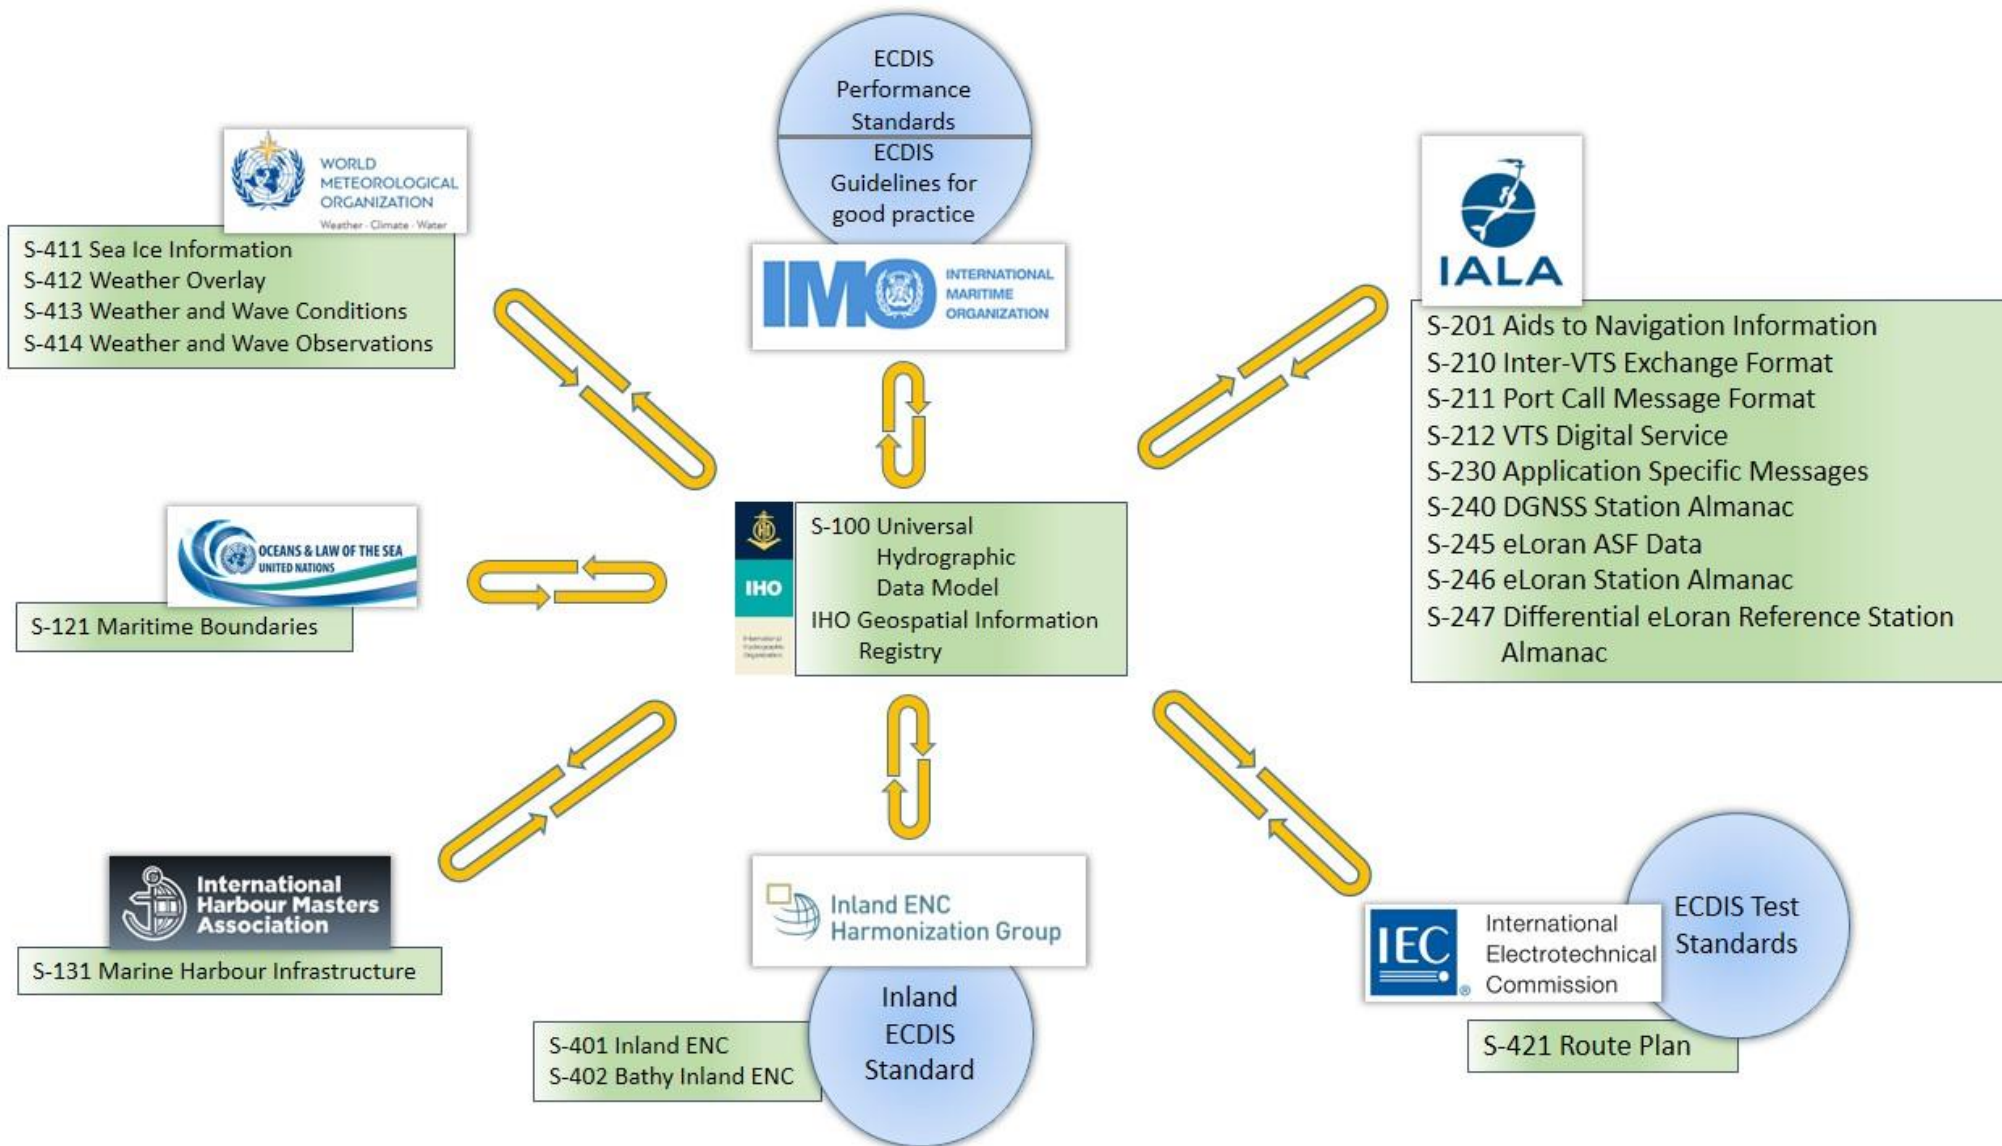 ECDIS
Performance
Standards
ECDIS
Guidelines for
good practice
WORLD
METEOROLOGICAL
ORGANIZATION
Weather · Climate · Water
S-411 Sea Ice Information
S-412 Weather Overlay
S-413 Weather and Wave Conditions
S-414 Weather and Wave Observations
IMO
INTERNATIONAL
MARITIME
ORGANIZATION
IALA
S-201 Aids to Navigation Information
S-210 Inter-VTS Exchange Format
S-211 Port Call Message Format
S-212 VTS Digital Service
S-230 Application Specific Messages
S-240 DGNSS Station Almanac
S-245 eLoran ASF Data
S-246 eLoran Station Almanac
S-247 Differential eLoran Reference Station
Almanac
OCEANS & LAW OF THE SEA
UNITED NATIONS
S-121 Maritime Boundaries
IHO
International
Hydrographic
Organization
S-100 Universal
Hydrographic
Data Model
IHO Geospatial Information
Registry
International
Harbour Masters
Association
S-131 Marine Harbour Infrastructure
Inland ENC
Harmonization Group
Inland
ECDIS
Standard
S-401 Inland ENC
S-402 Bathy Inland ENC
IEC
®
International
Electrotechnical
Commission
ECDIS Test
Standards
S-421 Route Plan